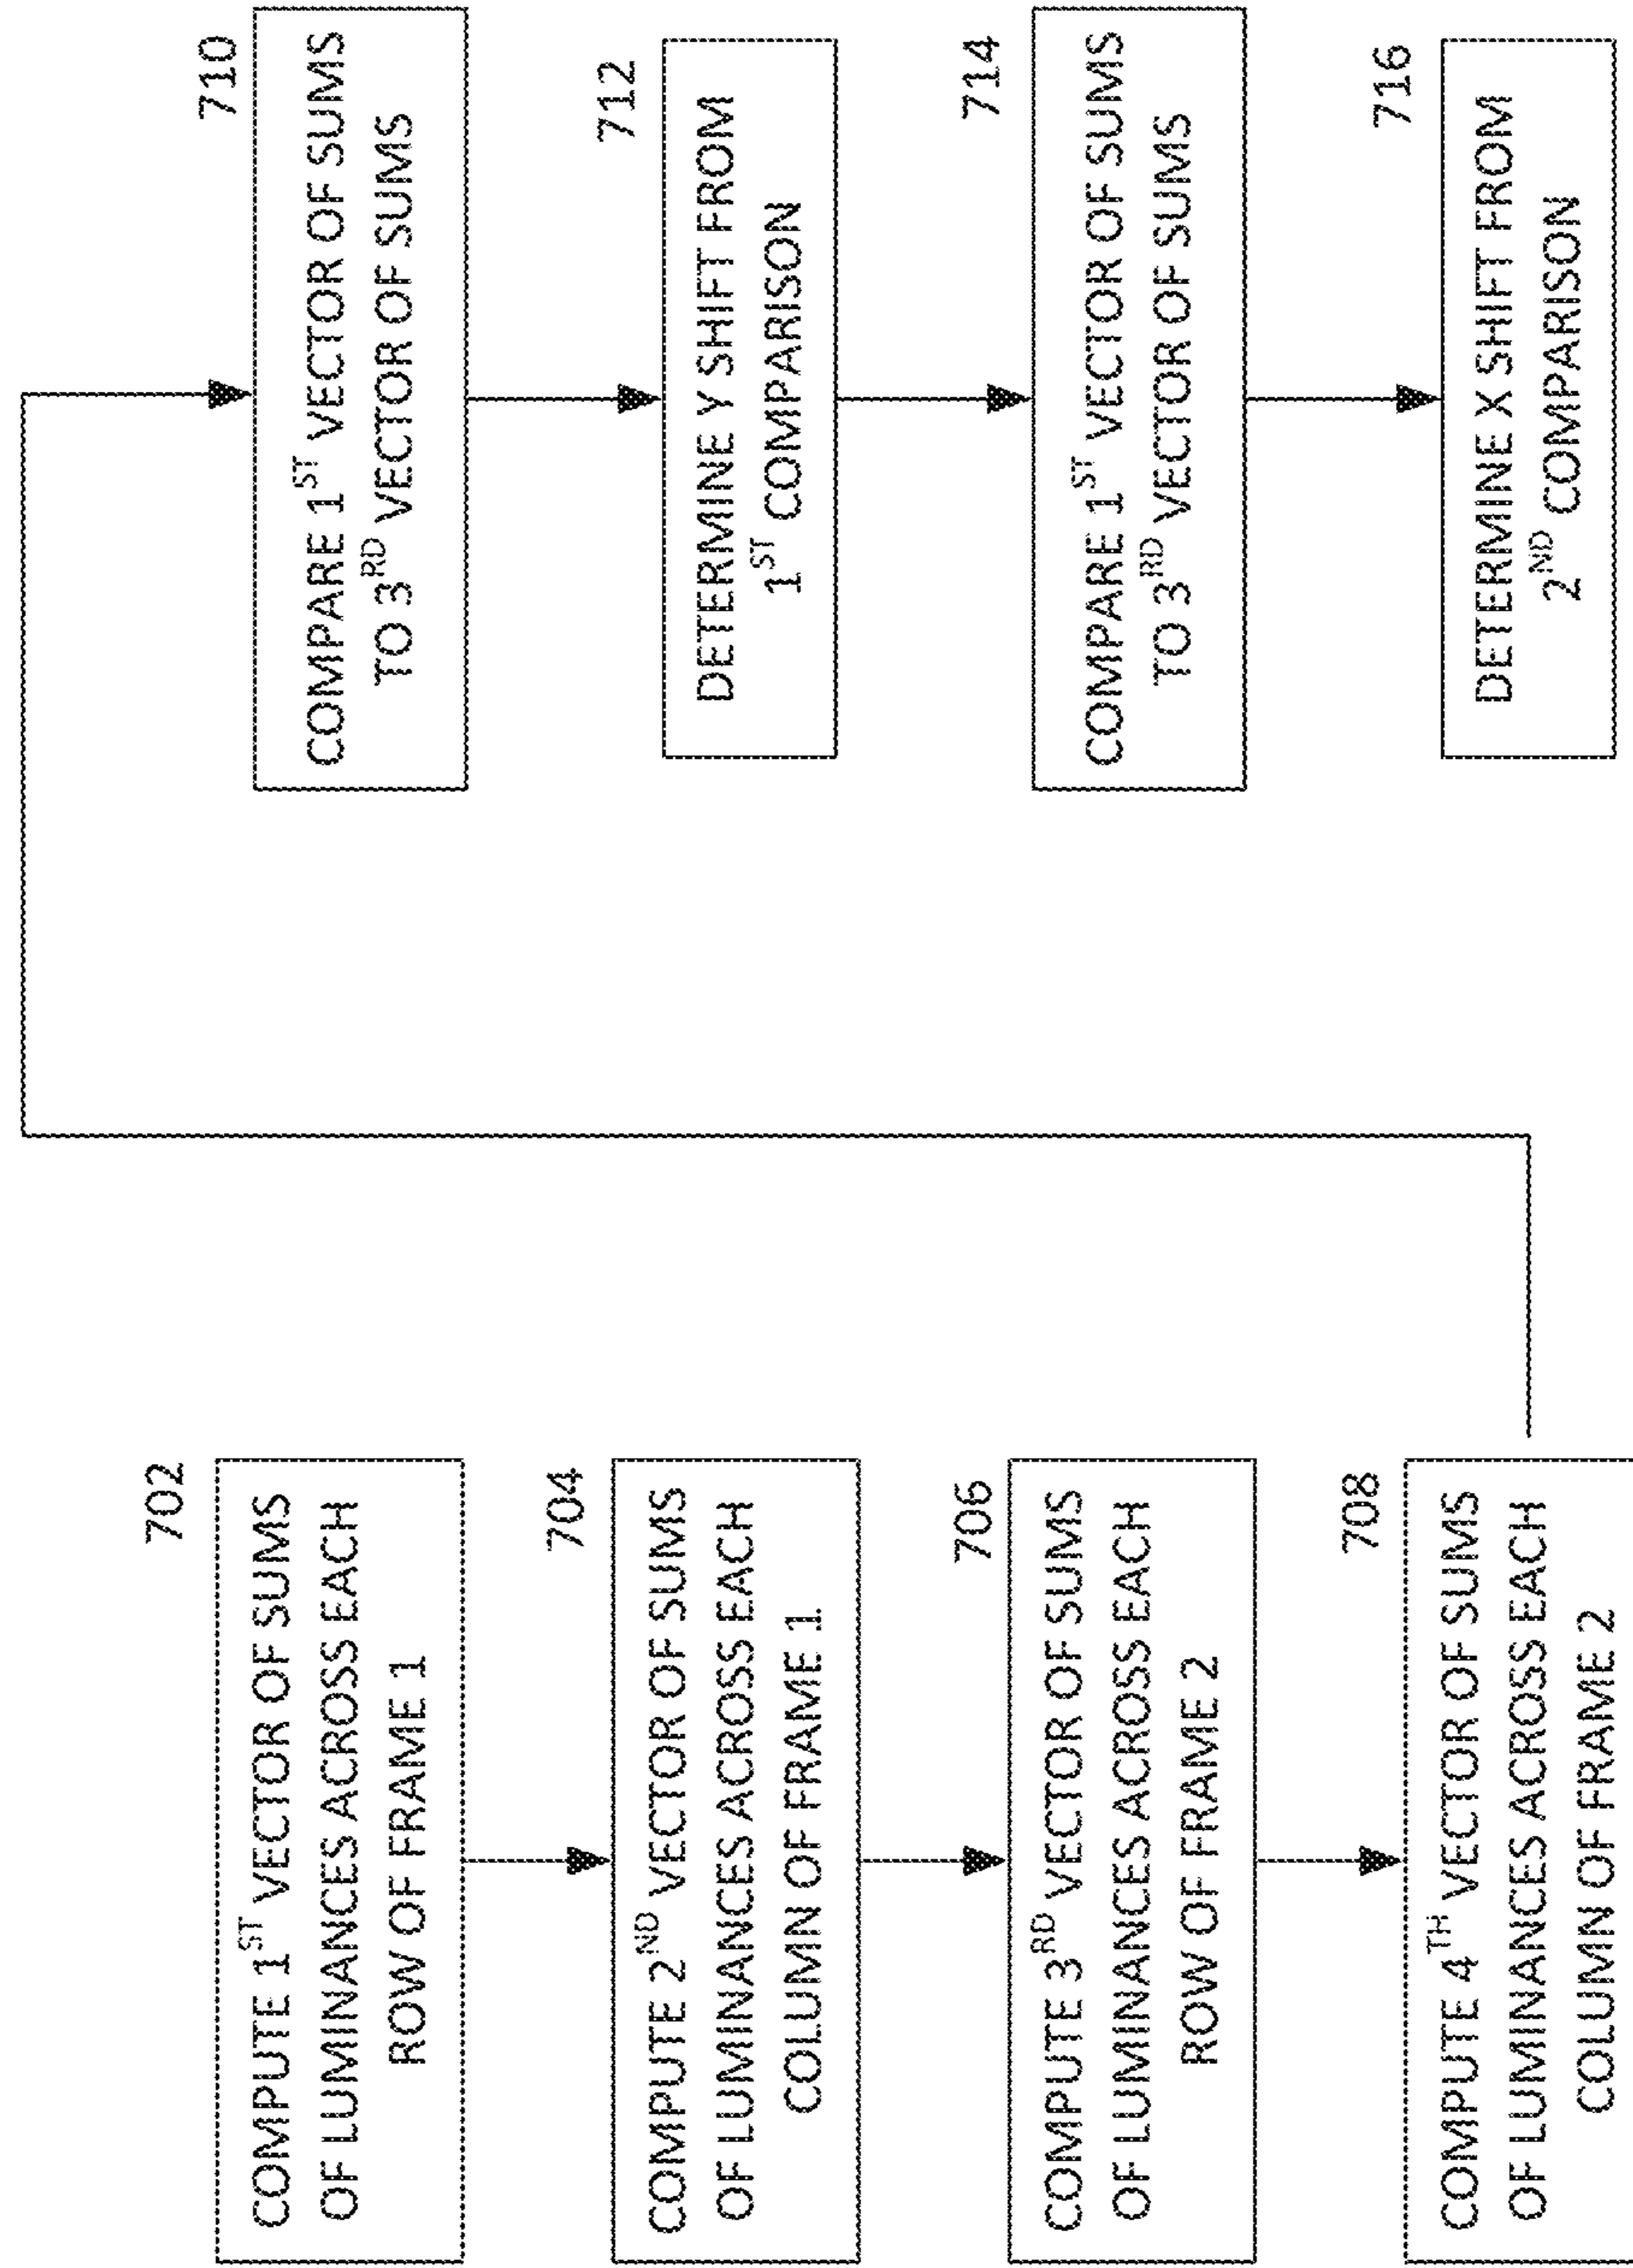 702
COMPUTE 1ST VECTOR OF SUMS
OF LUMINANCES ACROSS EACH
ROW OF FRAME 1
704
COMPUTE 2ND VECTOR OF SUMS
OF LUMINANCES ACROSS EACH
COLUMN OF FRAME 1
706
COMPUTE 3RD VECTOR OF SUMS
OF LUMINANCES ACROSS EACH
ROW OF FRAME 2
708
COMPUTE 4TH VECTOR OF SUMS
OF LUMINANCES ACROSS EACH
COLUMN OF FRAME 2
710
COMPARE 1ST VECTOR OF SUMS
TO 3RD VECTOR OF SUMS
712
DETERMINE Y SHIFT FROM
1ST COMPARISON
714
COMPARE 1ST VECTOR OF SUMS
TO 3RD VECTOR OF SUMS
716
DETERMINE X SHIFT FROM
2ND COMPARISON